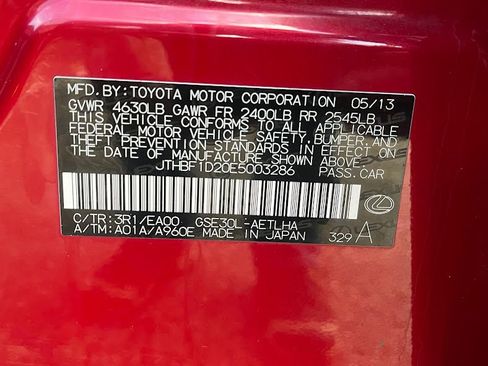 MFD.BY:TOYOTA MOTOR CORPORATION 05/13
GVWR 4630LB GAWR FR 2400LB RR 2545LB
THIS VEHICLE CONFORMS TO ALL APPLICABLE
FEDERAL MOTOR VEHICLE SAFETY,BUMPER,AND
THEFT PREVENTION STANDARDS IN EFFECT ON
THE DATE OF MANUFACTURE SHOWN ABOVE.
JTHBF1D20E5003286 PASS.CAR
C/TR:3R1/EA00 GSE30L-AETLHA
A/TM:A01A/A960E MADE IN JAPAN 329 A